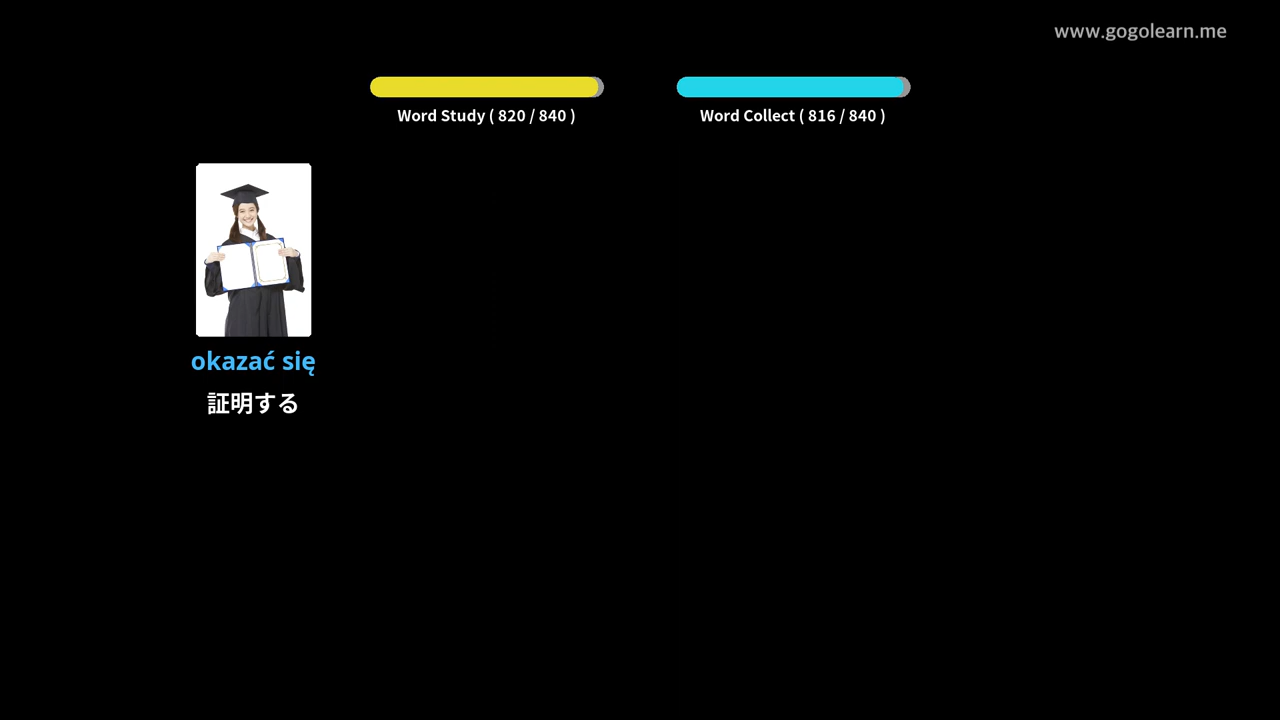 www.gogolearn.me
Word Study ( 820 / 840 )
Word Collect ( 816 / 840 )
okazać się
証明する